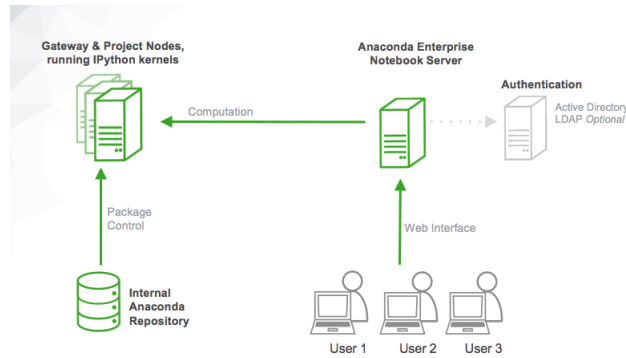 Gateway & Project Nodes,
running IPython kernels
Anaconda Enterprise
Notebook Server
Authentication
Active Directory
LDAP Optional
Computation
Package
Control
Web Interface
Internal
Anaconda
Repository
User 1
User 2
User 3